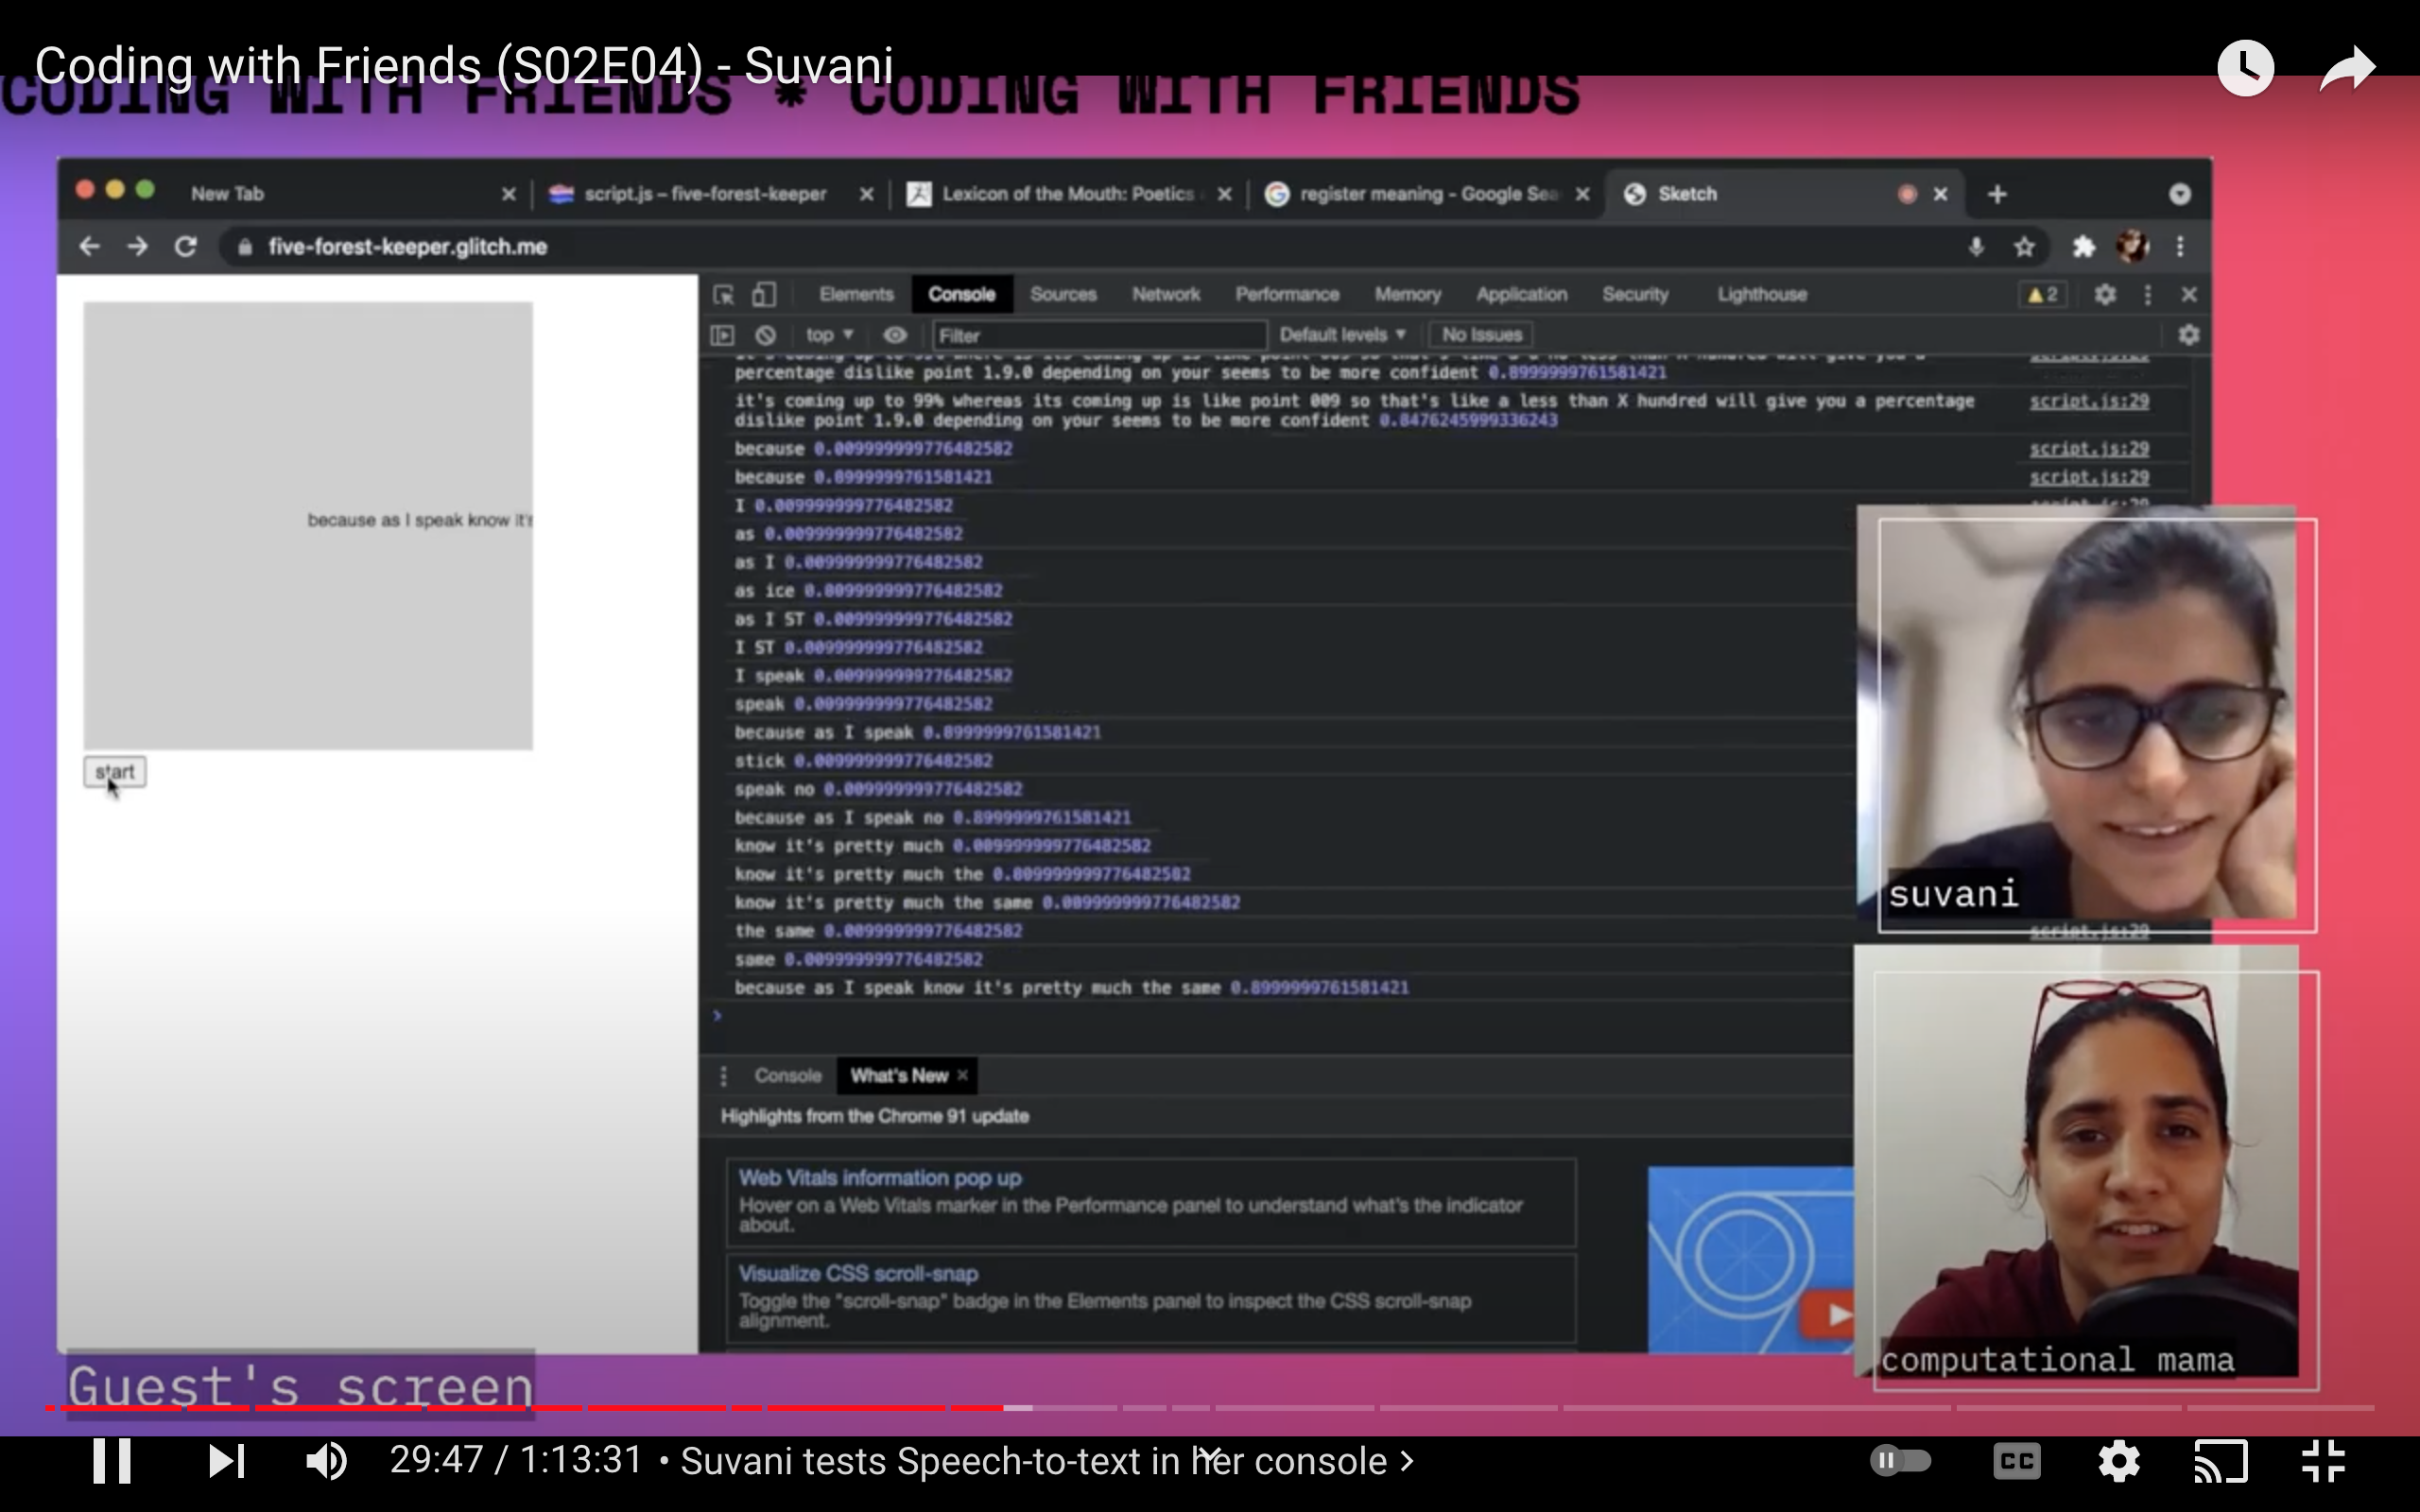 Coding with Friends (S02E04) - Suvani
CODING WITH FRIENDS * CODING WITH FRIENDS
New Tab
script.js – five-forest-keeper
Lexicon of the Mouth: Poetics
register meaning - Google Sea
Sketch
five-forest-keeper.glitch.me
Elements Console Sources Network Performance Memory Application Security Lighthouse 2
top Filter Default levels No Issues
percentage dislike point 1.9.0 depending on your seems to be more confident 0.8999999761581421
it's coming up to 99% whereas its coming up is like point 009 so that's like a less than X hundred will give you a percentage script.js:29
dislike point 1.9.0 depending on your seems to be more confident 0.8476245999336243
because 0.009999999776482582 script.js:29
because 0.8999999761581421 script.js:29
I 0.009999999776482582 script.js:29
as 0.009999999776482582
as I 0.009999999776482582
as ice 0.009999999776482582
as I ST 0.009999999776482582
I ST 0.009999999776482582
I speak 0.009999999776482582
speak 0.009999999776482582
because as I speak 0.8999999761581421
stick 0.009999999776482582
speak no 0.009999999776482582
because as I speak no 0.8999999761581421
know it's pretty much 0.009999999776482582
know it's pretty much the 0.009999999776482582
know it's pretty much the same 0.009999999776482582
the same 0.009999999776482582 script.js:29
same 0.009999999776482582
because as I speak know it's pretty much the same 0.8999999761581421
because as I speak know it's
start
Console What's New
Highlights from the Chrome 91 update
Web Vitals information pop up
Hover on a Web Vitals marker in the Performance panel to understand what's the indicator
about.
Visualize CSS scroll-snap
Toggle the "scroll-snap" badge in the Elements panel to inspect the CSS scroll-snap
alignment.
suvani
computational mama
Guest's screen
29:47 / 1:13:31 • Suvani tests Speech-to-text in her console
CC